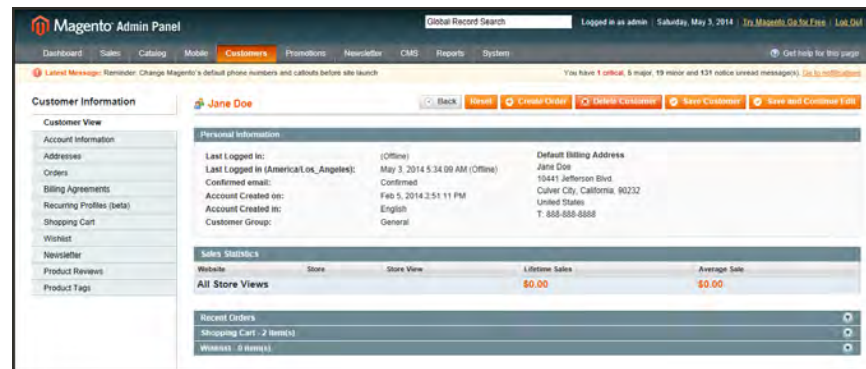 Magento Admin Panel
Global Record Search
Logged in as admin | Saturday, May 3, 2014 | Try Magento Go for Free | Log Out
Dashboard Sales Catalog Mobile Customers Promotions Newsletter CMS Reports System
Get help for this page
Latest Message: Reminder: Change Magento's default phone numbers and callouts before site launch
You have 1 critical, 5 major, 19 minor and 131 notice unread message(s). Go to notifications
Customer Information
Customer View
Account Information
Addresses
Orders
Billing Agreements
Recurring Profiles (beta)
Shopping Cart
Wishlist
Newsletter
Product Reviews
Product Tags
Jane Doe
Back Reset Create Order Delete Customer Save Customer Save and Continue Edit
Personal Information
Last Logged In: (Offline)
Last Logged In (America/Los_Angeles): May 3, 2014 5:34:09 AM (Offline)
Confirmed email: Confirmed
Account Created on: Feb 5, 2014 2:51:11 PM
Account Created in: English
Customer Group: General
Default Billing Address
Jane Doe
10441 Jefferson Blvd.
Culver City, California, 90232
United States
T: 888-888-8888
Sales Statistics
Website Store Store View Lifetime Sales Average Sale
All Store Views $0.00 $0.00
Recent Orders
Shopping Cart - 2 item(s)
Wishlist - 0 item(s)